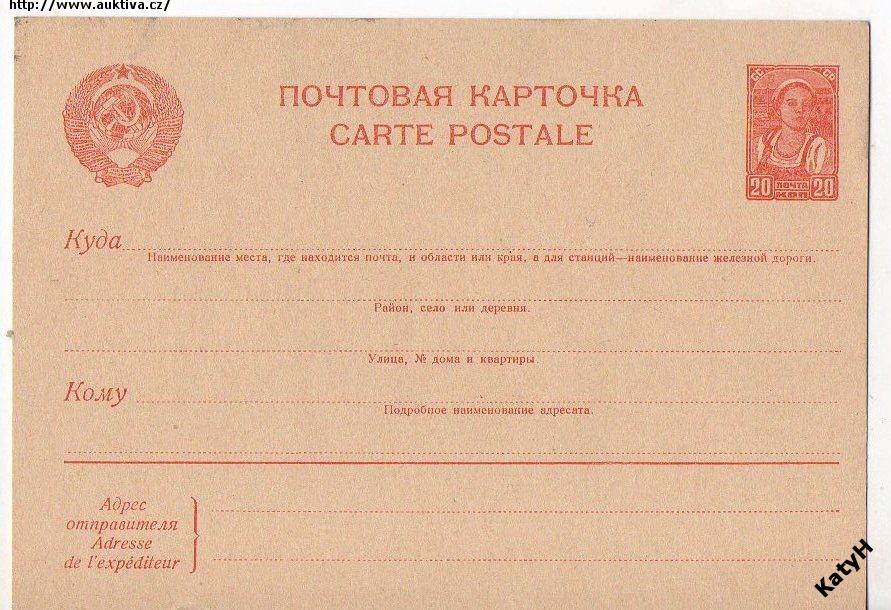 http://www.auktiva.cz/
ПОЧТОВАЯ КАРТОЧКА
CARTE POSTALE
СС СР
20 ПОЧТА КОП 20
Куда
Наименование места, где находится почта, и области или края, а для станций—наименование железной дороги.
Район, село или деревня.
Улица, № дома и квартиры.
Кому
Подробное наименование адресата.
Адрес
отправителя
Adresse
de l'expéditeur
KatyH